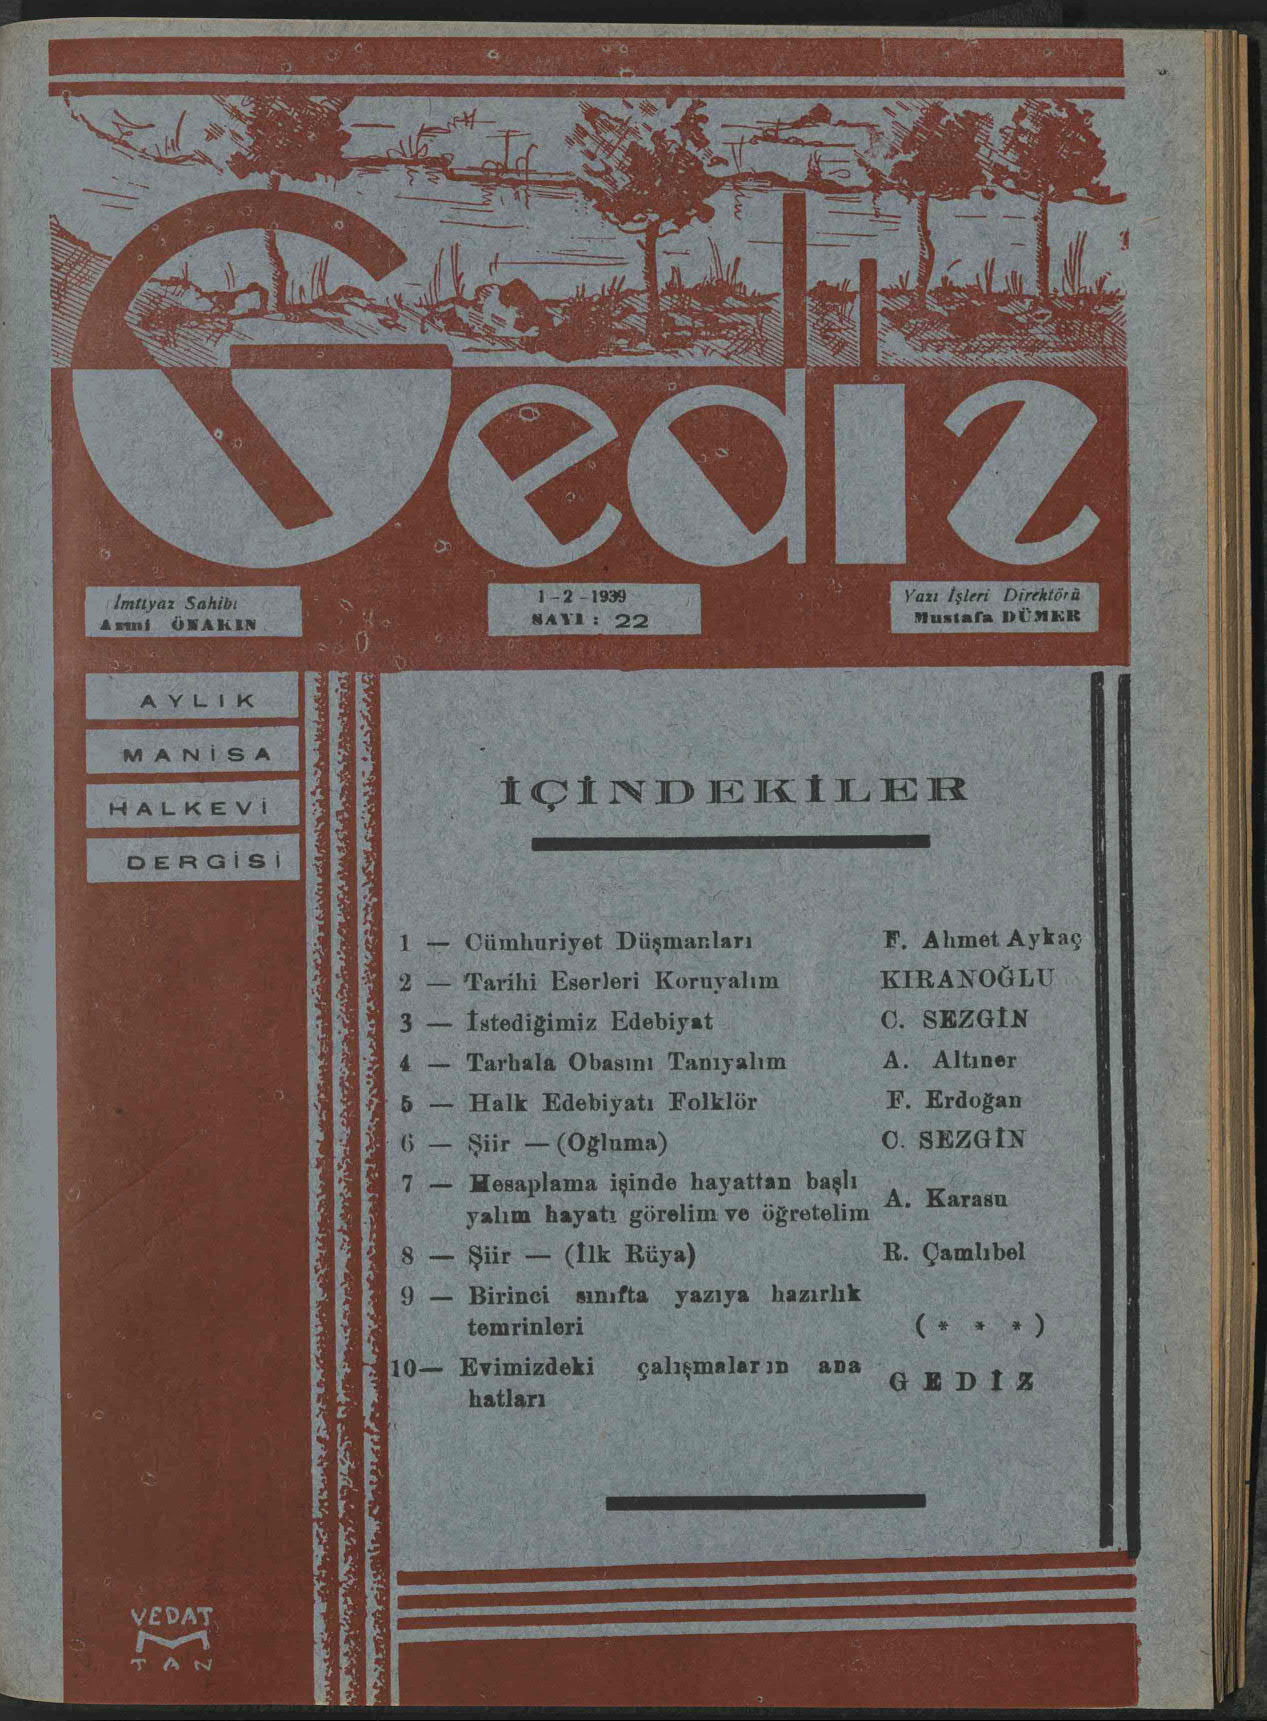 Gediz
İmtiyaz Sahibi
Azmi ÖNAKIN
1-2-1939
SAYI : 22
Yazı İşleri Direktörü
Mustafa DÜMER
AYLIK
MANİSA
HALKEVİ
DERGİSİ
İÇİNDEKİLER
1 — Cümhuriyet Düşmanları F. Ahmet Aykaç
2 — Tarihi Eserleri Koruyalım KIRANOĞLU
3 — İstediğimiz Edebiyat C. SEZGİN
4 — Tarhala Obasını Tanıyalım A. Altıner
5 — Halk Edebiyatı Folklör F. Erdoğan
6 — Şiir — (Oğluma) C. SEZGİN
7 — Hesaplama işinde hayattan başlı
yalım hayatı görelim ve öğretelim A. Karasu
8 — Şiir — (İlk Rüya) R. Çamlıbel
9 — Birinci sınıfta yazıya hazırlık
temrinleri ( * * * )
10— Evimizdeki çalışmaların ana
hatları GEDİZ
VEDAT
M
TAN